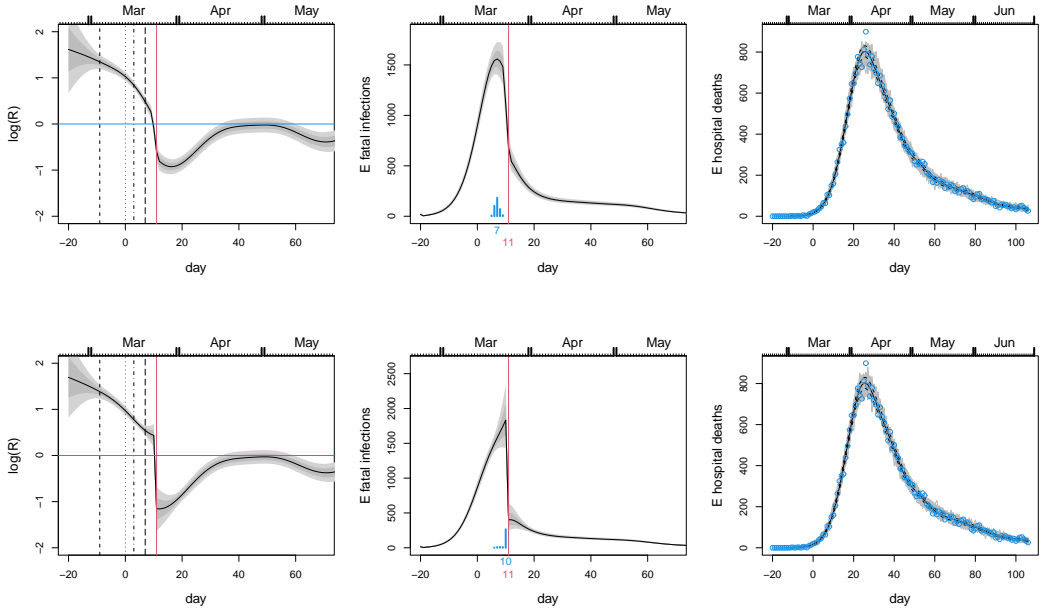 Mar Apr May
log(R)
2
1
0
−1
−2
−20 0 20 40 60
day
Mar Apr May
E fatal infections
1500
1000
500
0
7
11
−20 0 20 40 60
day
Mar Apr May Jun
E hospital deaths
800
600
400
200
0
−20 0 20 40 60 80 100
day
Mar Apr May
log(R)
2
1
0
−1
−2
−20 0 20 40 60
day
Mar Apr May
E fatal infections
2500
2000
1500
1000
500
0
10
11
−20 0 20 40 60
day
Mar Apr May Jun
E hospital deaths
800
600
400
200
0
−20 0 20 40 60 80 100
day